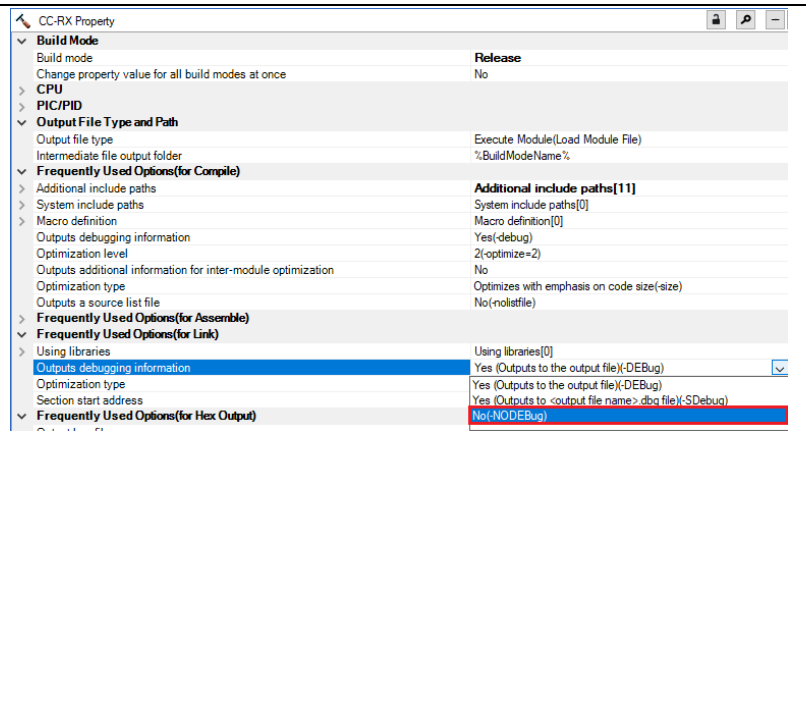 CC-RX Property
Build Mode
Build mode Release
Change property value for all build modes at once No
CPU
PIC/PID
Output File Type and Path
Output file type Execute Module(Load Module File)
Intermediate file output folder %BuildModeName%
Frequently Used Options(for Compile)
Additional include paths Additional include paths[11]
System include paths System include paths[0]
Macro definition Macro definition[0]
Outputs debugging information Yes(-debug)
Optimization level 2(-optimize=2)
Outputs additional information for inter-module optimization No
Optimization type Optimizes with emphasis on code size(-size)
Outputs a source list file No(-nolistfile)
Frequently Used Options(for Assemble)
Frequently Used Options(for Link)
Using libraries Using libraries[0]
Outputs debugging information Yes (Outputs to the output file)(-DEBug)
Optimization type Yes (Outputs to the output file)(-DEBug)
Section start address Yes (Outputs to <output file name>.dbg file)(-SDebug)
Frequently Used Options(for Hex Output) No(-NODEBug)